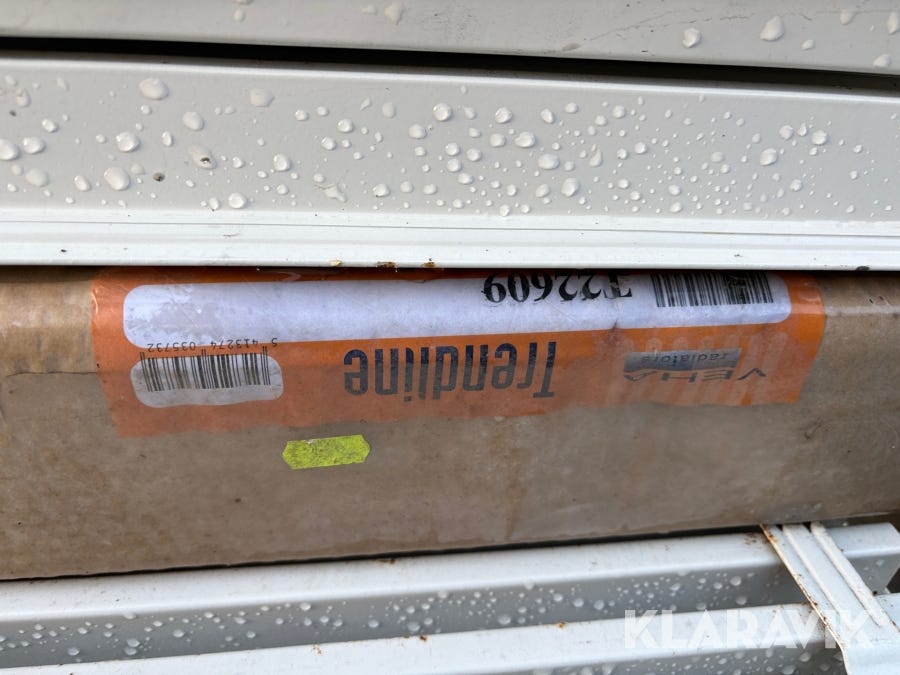 VEHA
radiators
Trendline
T22609
5 413274 035732
KLARAVIK